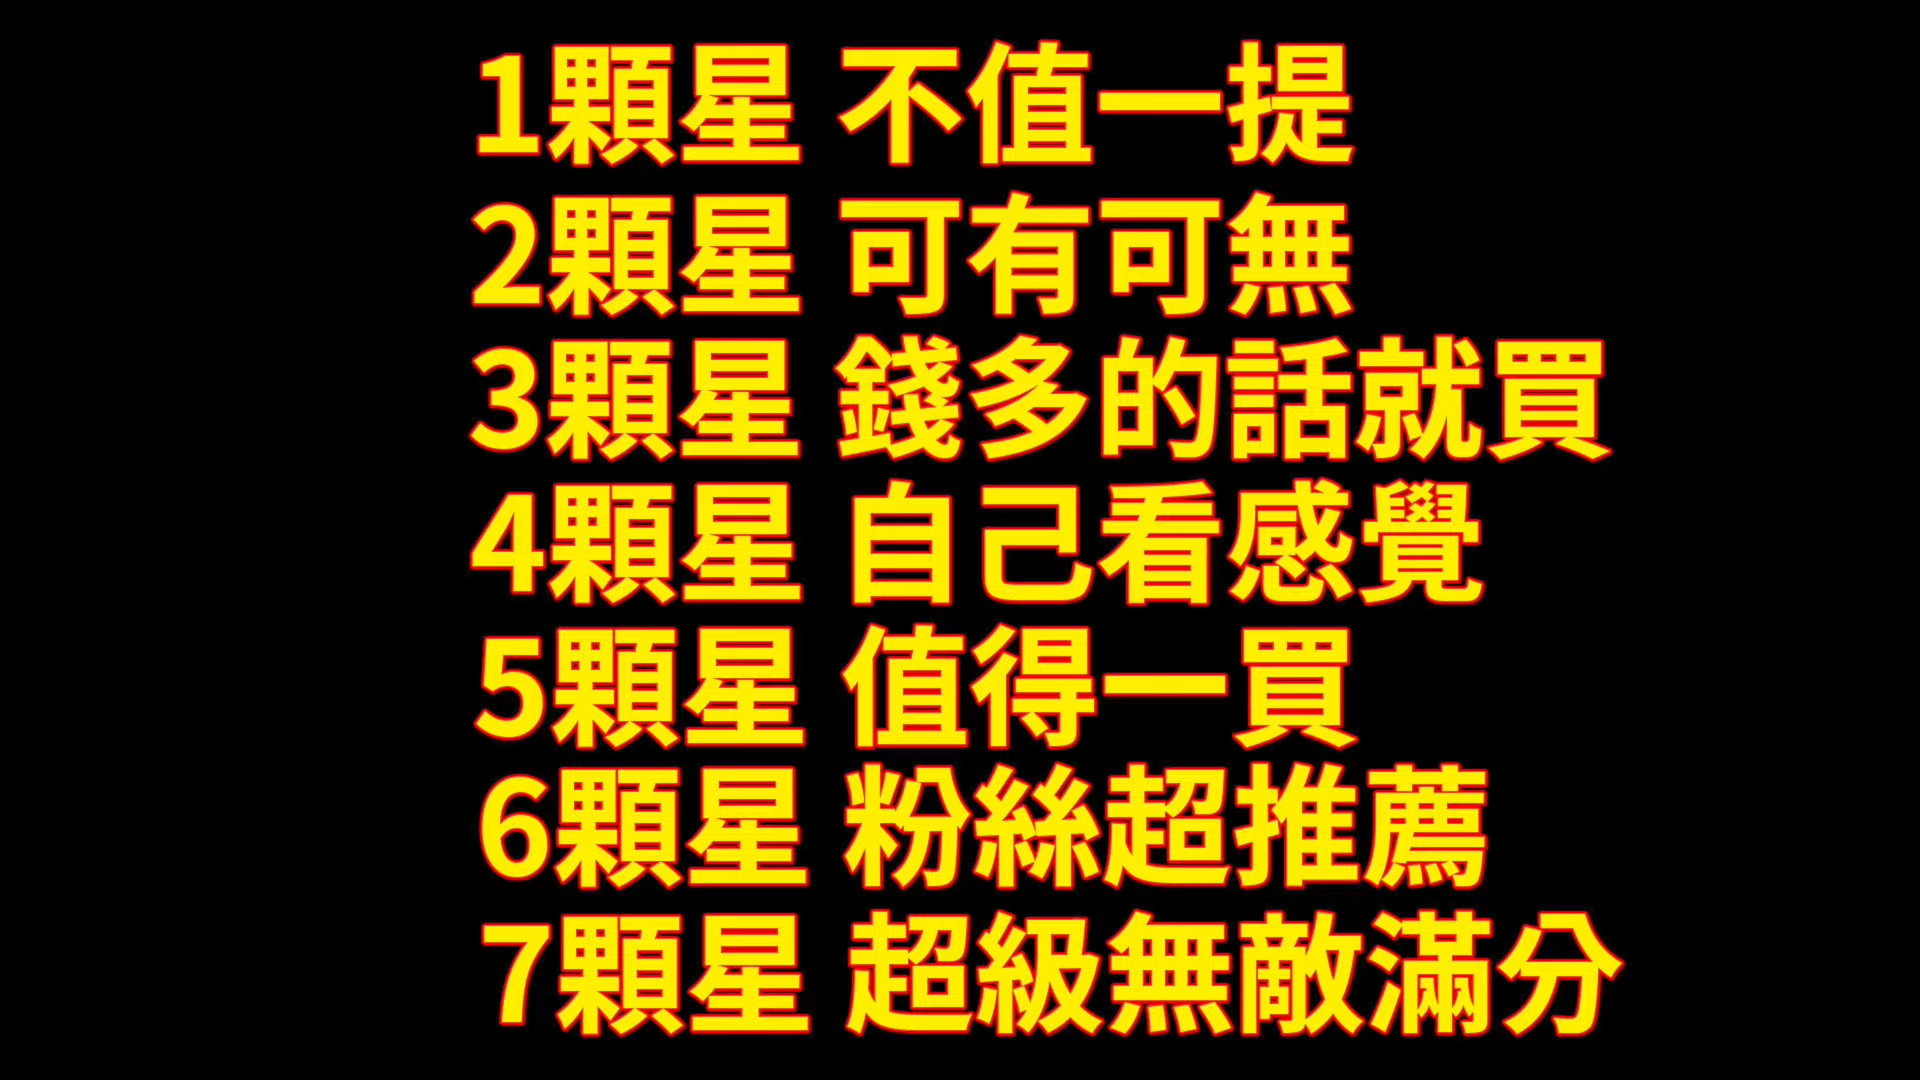 1顆星 不值一提
2顆星 可有可無
3顆星 錢多的話就買
4顆星 自己看感覺
5顆星 值得一買
6顆星 粉絲超推薦
7顆星 超級無敵滿分